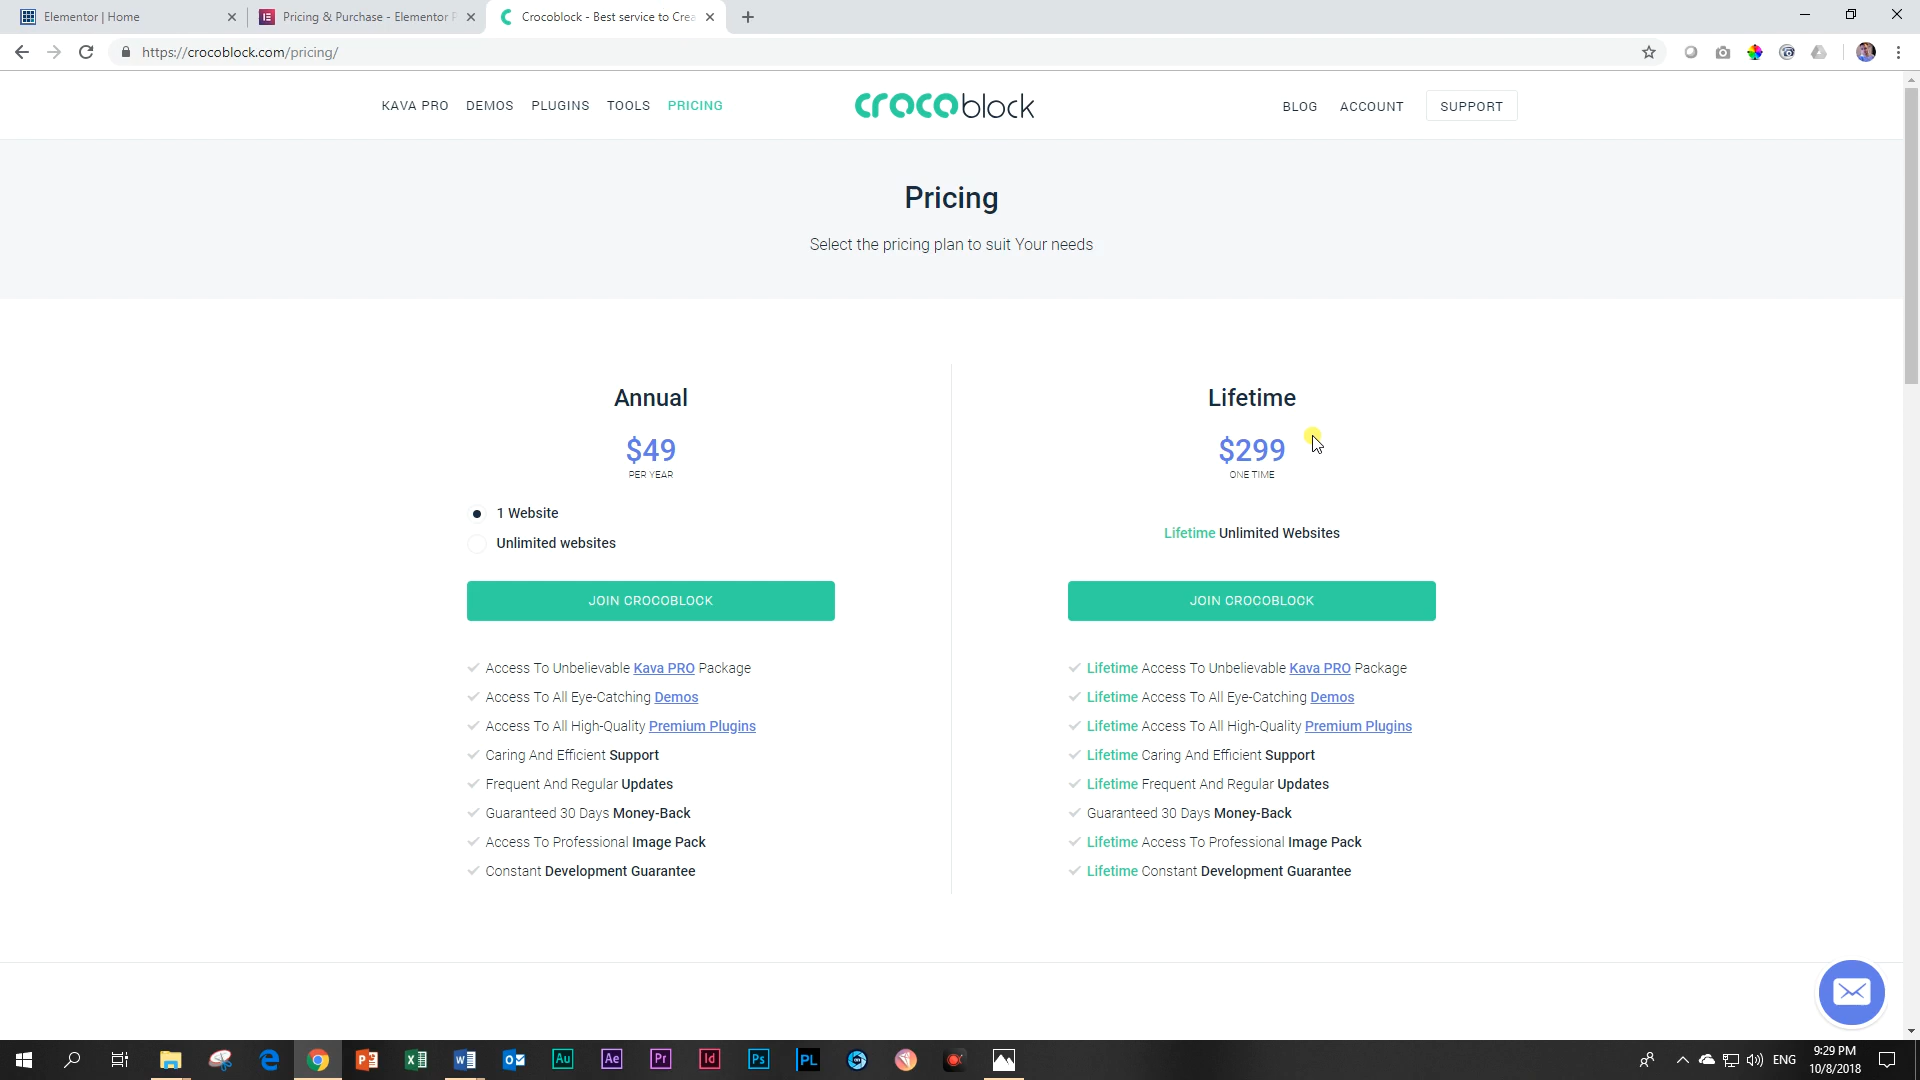 Elementor | Home
Pricing & Purchase - Elementor P
Crocoblock - Best service to Crea
https://crocoblock.com/pricing/
KAVA PRO DEMOS PLUGINS TOOLS PRICING
crocoblock
BLOG ACCOUNT SUPPORT
Pricing
Select the pricing plan to suit Your needs
Annual
$49
PER YEAR
1 Website
Unlimited websites
JOIN CROCOBLOCK
Access To Unbelievable Kava PRO Package
Access To All Eye-Catching Demos
Access To All High-Quality Premium Plugins
Caring And Efficient Support
Frequent And Regular Updates
Guaranteed 30 Days Money-Back
Access To Professional Image Pack
Constant Development Guarantee
Lifetime
$299
ONE TIME
Lifetime Unlimited Websites
JOIN CROCOBLOCK
Lifetime Access To Unbelievable Kava PRO Package
Lifetime Access To All Eye-Catching Demos
Lifetime Access To All High-Quality Premium Plugins
Lifetime Caring And Efficient Support
Lifetime Frequent And Regular Updates
Guaranteed 30 Days Money-Back
Lifetime Access To Professional Image Pack
Lifetime Constant Development Guarantee
Au Ae Pr Id Ps PL
ENG
9:29 PM
10/8/2018